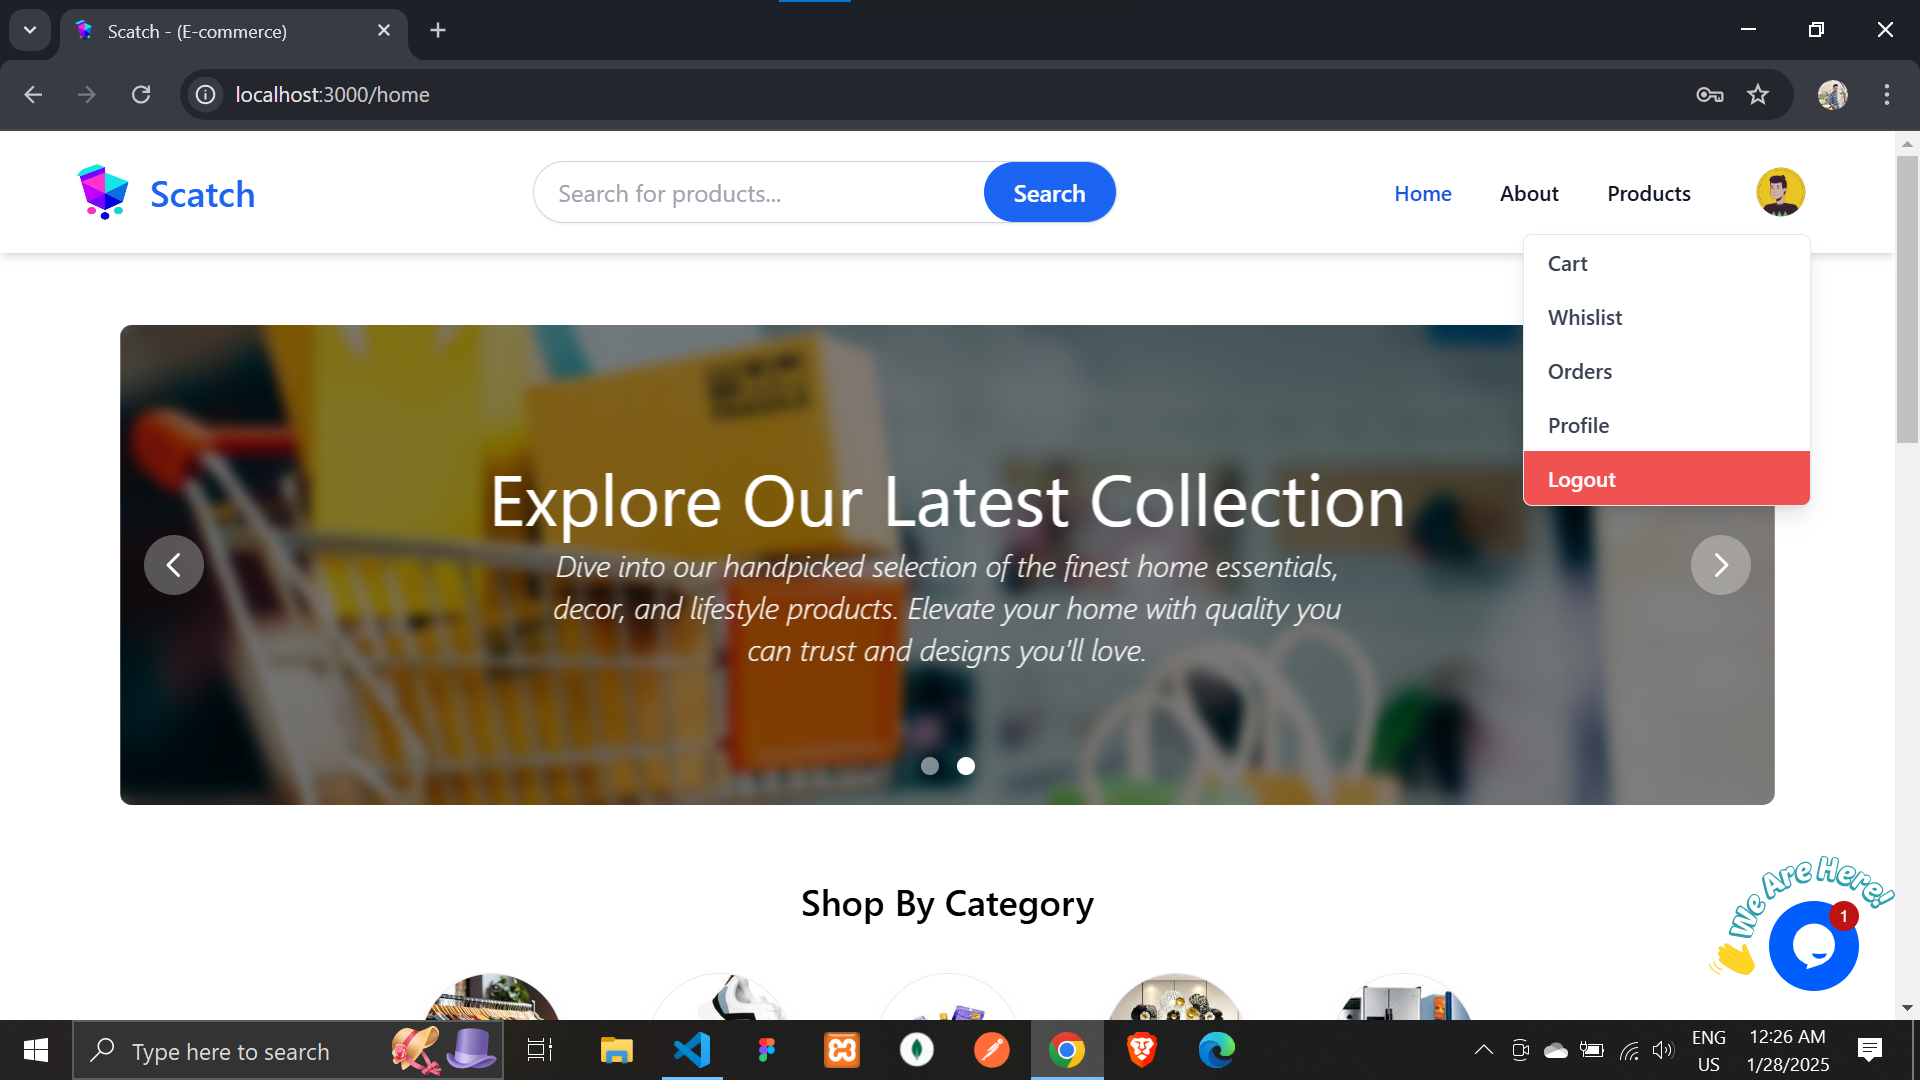 Scatch - (E-commerce)
localhost:3000/home
Scatch
Search for products...
Search
Home
About
Products
Cart
Whislist
Orders
Profile
Logout
FRAGILE
Explore Our Latest Collection
Dive into our handpicked selection of the finest home essentials,
decor, and lifestyle products. Elevate your home with quality you
can trust and designs you'll love.
Shop By Category
We Are Here!
1
Type here to search
ENG
US
12:26 AM
1/28/2025